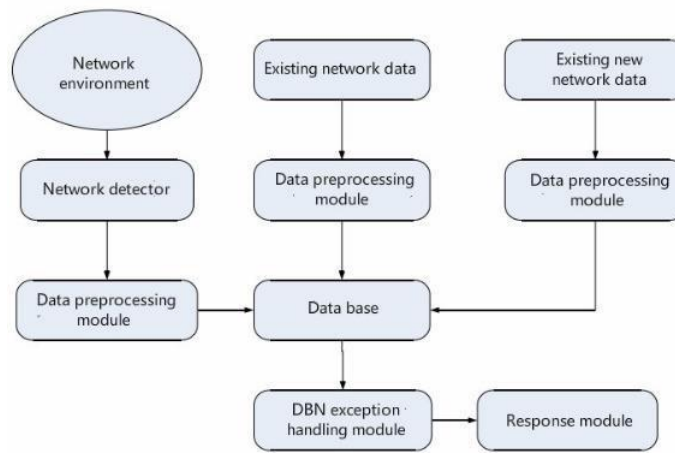 Network
environment
Existing network data
Existing new
network data
Network detector
Data preprocessing
module
Data preprocessing
module
Data preprocessing
module
Data base
DBN exception
handling module
Response module